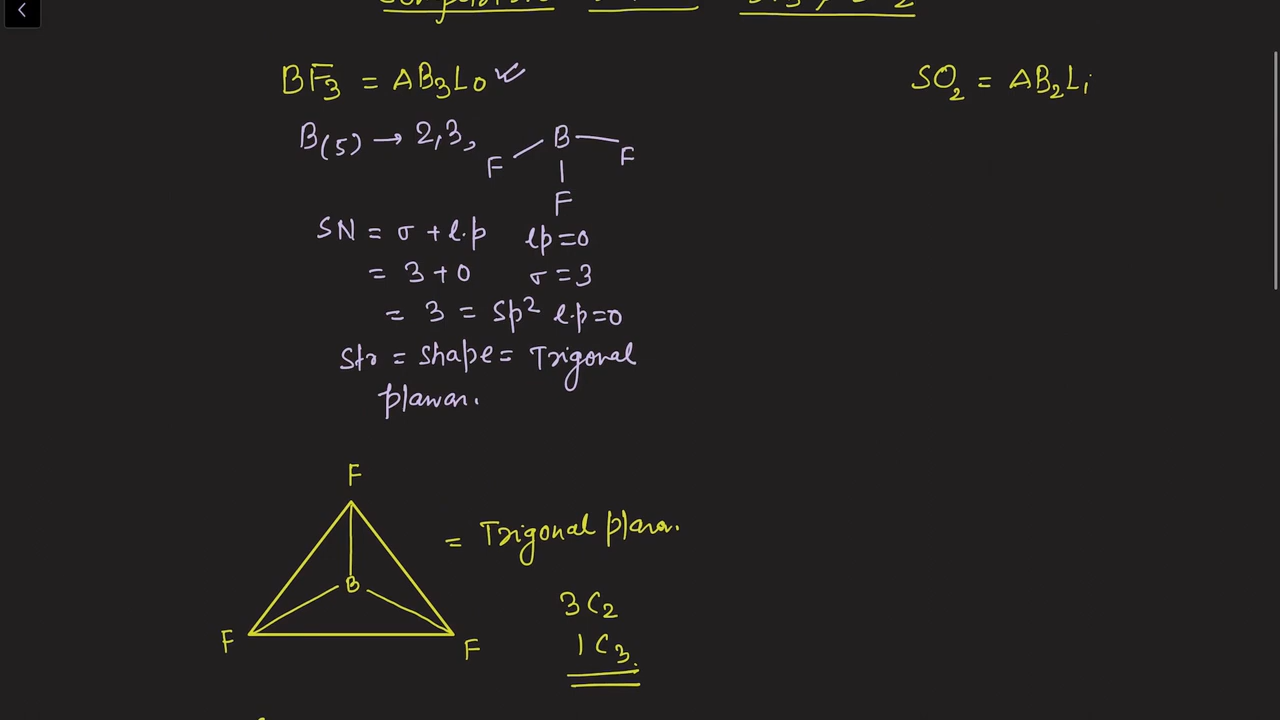 BF₃ = AB₃L₀
SO₂ = AB₂L₁
B(5) → 2,3,
B
F F
F
SN = σ + l.p lp=0
= 3+0 σ=3
= 3 = Sp² l.p=0
Str = shape = Trigonal
planar.
F
B
F F
= Trigonal planar.
3C₂
1C₃.